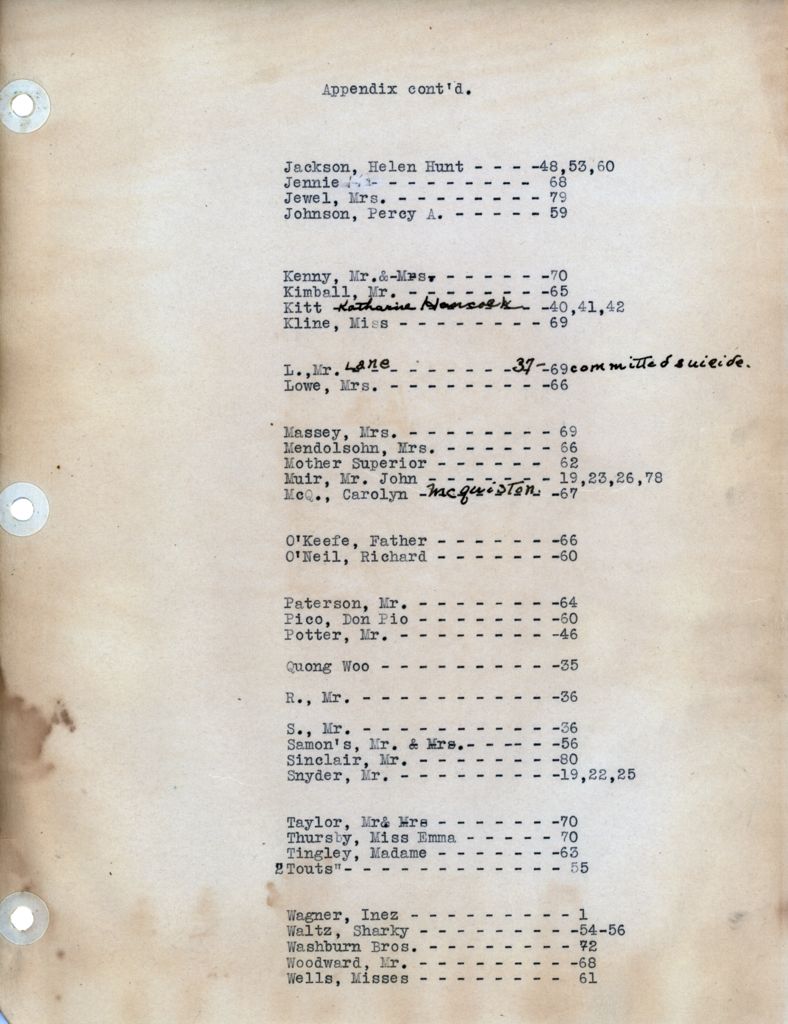 Appendix cont'd.
Jackson, Helen Hunt - - - -48,53,60
Jennie - - - - - - - - 68
Jewel, Mrs. - - - - - - - - 79
Johnson, Percy A. - - - - - 59
Kenny, Mr.&-Mrs. - - - - - -70
Kimball, Mr. - - - - - - - -65
Kitt Katharine Hancock -40,41,42
Kline, Miss - - - - - - - - 69
L.,Mr. Lane - - - - - - -37- -69 committed suicide.
Lowe, Mrs. - - - - - - - - -66
Massey, Mrs. - - - - - - - - 69
Mendolsohn, Mrs. - - - - - - 66
Mother Superior - - - - - - 62
Muir, Mr. John - - - - - - - 19,23,26,78
McQ., Carolyn -McQuiston- -67
O'Keefe, Father - - - - - - -66
O'Neil, Richard - - - - - - -60
Paterson, Mr. - - - - - - - -64
Pico, Don Pio - - - - - - - -60
Potter, Mr. - - - - - - - - -46
Quong Woo - - - - - - - - - -35
R., Mr. - - - - - - - - - - -36
S., Mr. - - - - - - - - - - -36
Samon's, Mr. & Mrs.- - - - - -56
Sinclair, Mr. - - - - - - - -80
Snyder, Mr. - - - - - - - - -19,22,25
Taylor, Mr& Mrs - - - - - - -70
Thursby, Miss Emma - - - - - 70
Tingley, Madame - - - - - - -63
2Touts"- - - - - - - - - - - - 55
Wagner, Inez - - - - - - - - - 1
Waltz, Sharky - - - - - - - - -54-56
Washburn Bros. - - - - - - - - 72
Woodward, Mr. - - - - - - - - -68
Wells, Misses - - - - - - - - 61